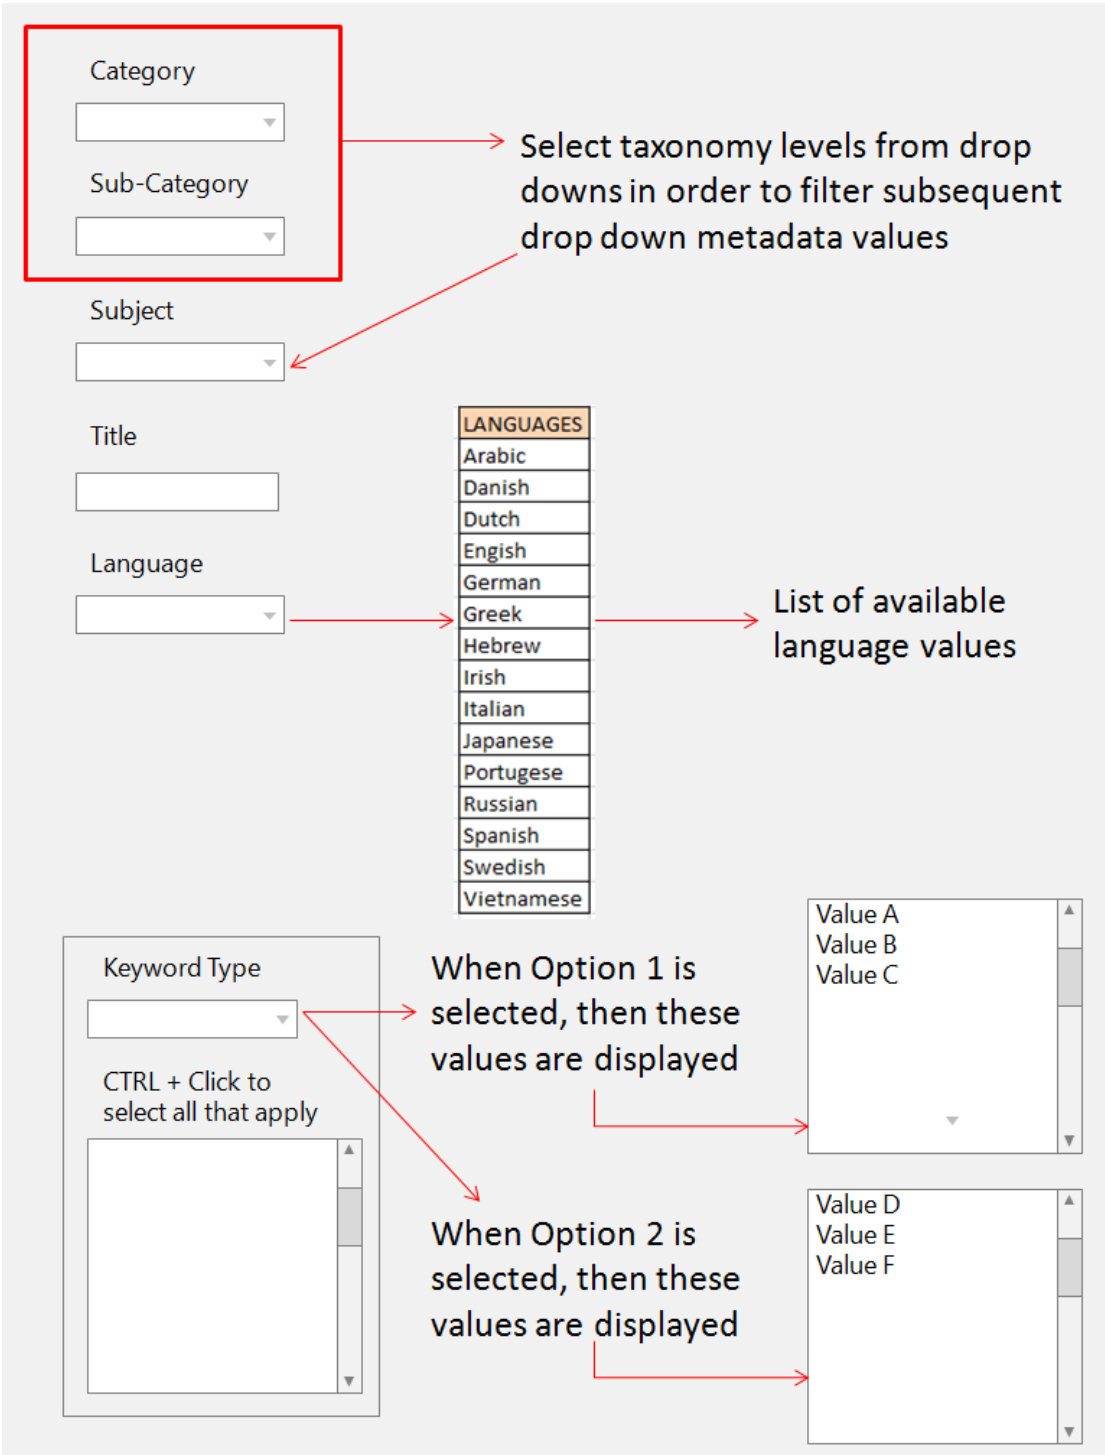 Category
Sub-Category
Select taxonomy levels from drop
downs in order to filter subsequent
drop down metadata values
Subject
Title
Language
LANGUAGES
Arabic
Danish
Dutch
Engish
German
Greek
Hebrew
Irish
Italian
Japanese
Portugese
Russian
Spanish
Swedish
Vietnamese
List of available
language values
Keyword Type
CTRL + Click to
select all that apply
When Option 1 is
selected, then these
values are displayed
Value A
Value B
Value C
When Option 2 is
selected, then these
values are displayed
Value D
Value E
Value F